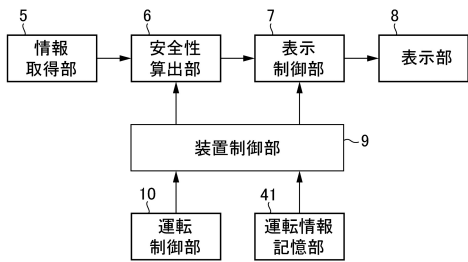 5
情報
取得部
6
安全性
算出部
7
表示
制御部
8
表示部
装置制御部
9
10
運転
制御部
41
運転情報
記憶部